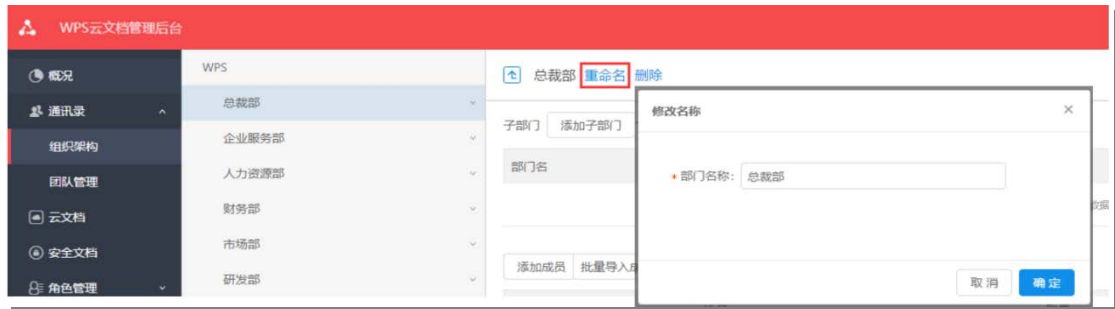 WPS云文档管理后台
概况
通讯录
组织架构
团队管理
云文档
安全文档
角色管理
WPS
总裁部
企业服务部
人力资源部
财务部
市场部
研发部
总裁部 重命名 删除
子部门 添加子部门
部门名
数据
添加成员 批量导入
修改名称
* 部门名称: 总裁部
取消 确定